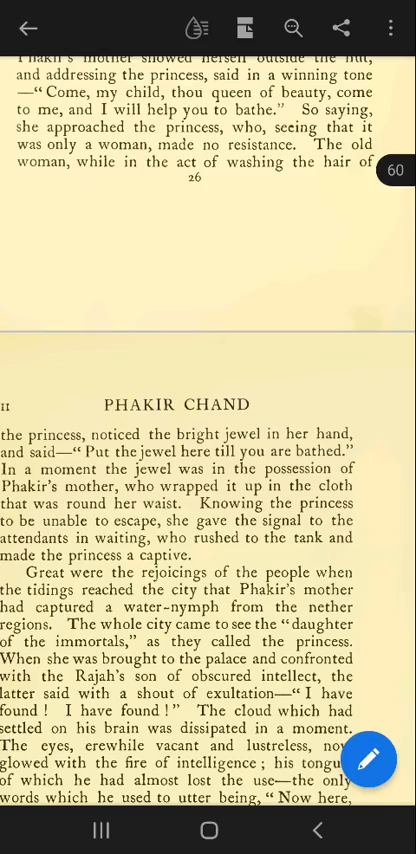 Phakir's mother showed herself outside the hut,
and addressing the princess, said in a winning tone
—“Come, my child, thou queen of beauty, come
to me, and I will help you to bathe.” So saying,
she approached the princess, who, seeing that it
was only a woman, made no resistance. The old
woman, while in the act of washing the hair of
60
26
II PHAKIR CHAND
the princess, noticed the bright jewel in her hand,
and said—“Put the jewel here till you are bathed.”
In a moment the jewel was in the possession of
Phakir's mother, who wrapped it up in the cloth
that was round her waist. Knowing the princess
to be unable to escape, she gave the signal to the
attendants in waiting, who rushed to the tank and
made the princess a captive.
Great were the rejoicings of the people when
the tidings reached the city that Phakir's mother
had captured a water-nymph from the nether
regions. The whole city came to see the “daughter
of the immortals,” as they called the princess.
When she was brought to the palace and confronted
with the Rajah's son of obscured intellect, the
latter said with a shout of exultation—“I have
found! I have found!” The cloud which had
settled on his brain was dissipated in a moment.
The eyes, erewhile vacant and lustreless, now
glowed with the fire of intelligence; his tongue
of which he had almost lost the use—the only
words which he used to utter being, “Now here,